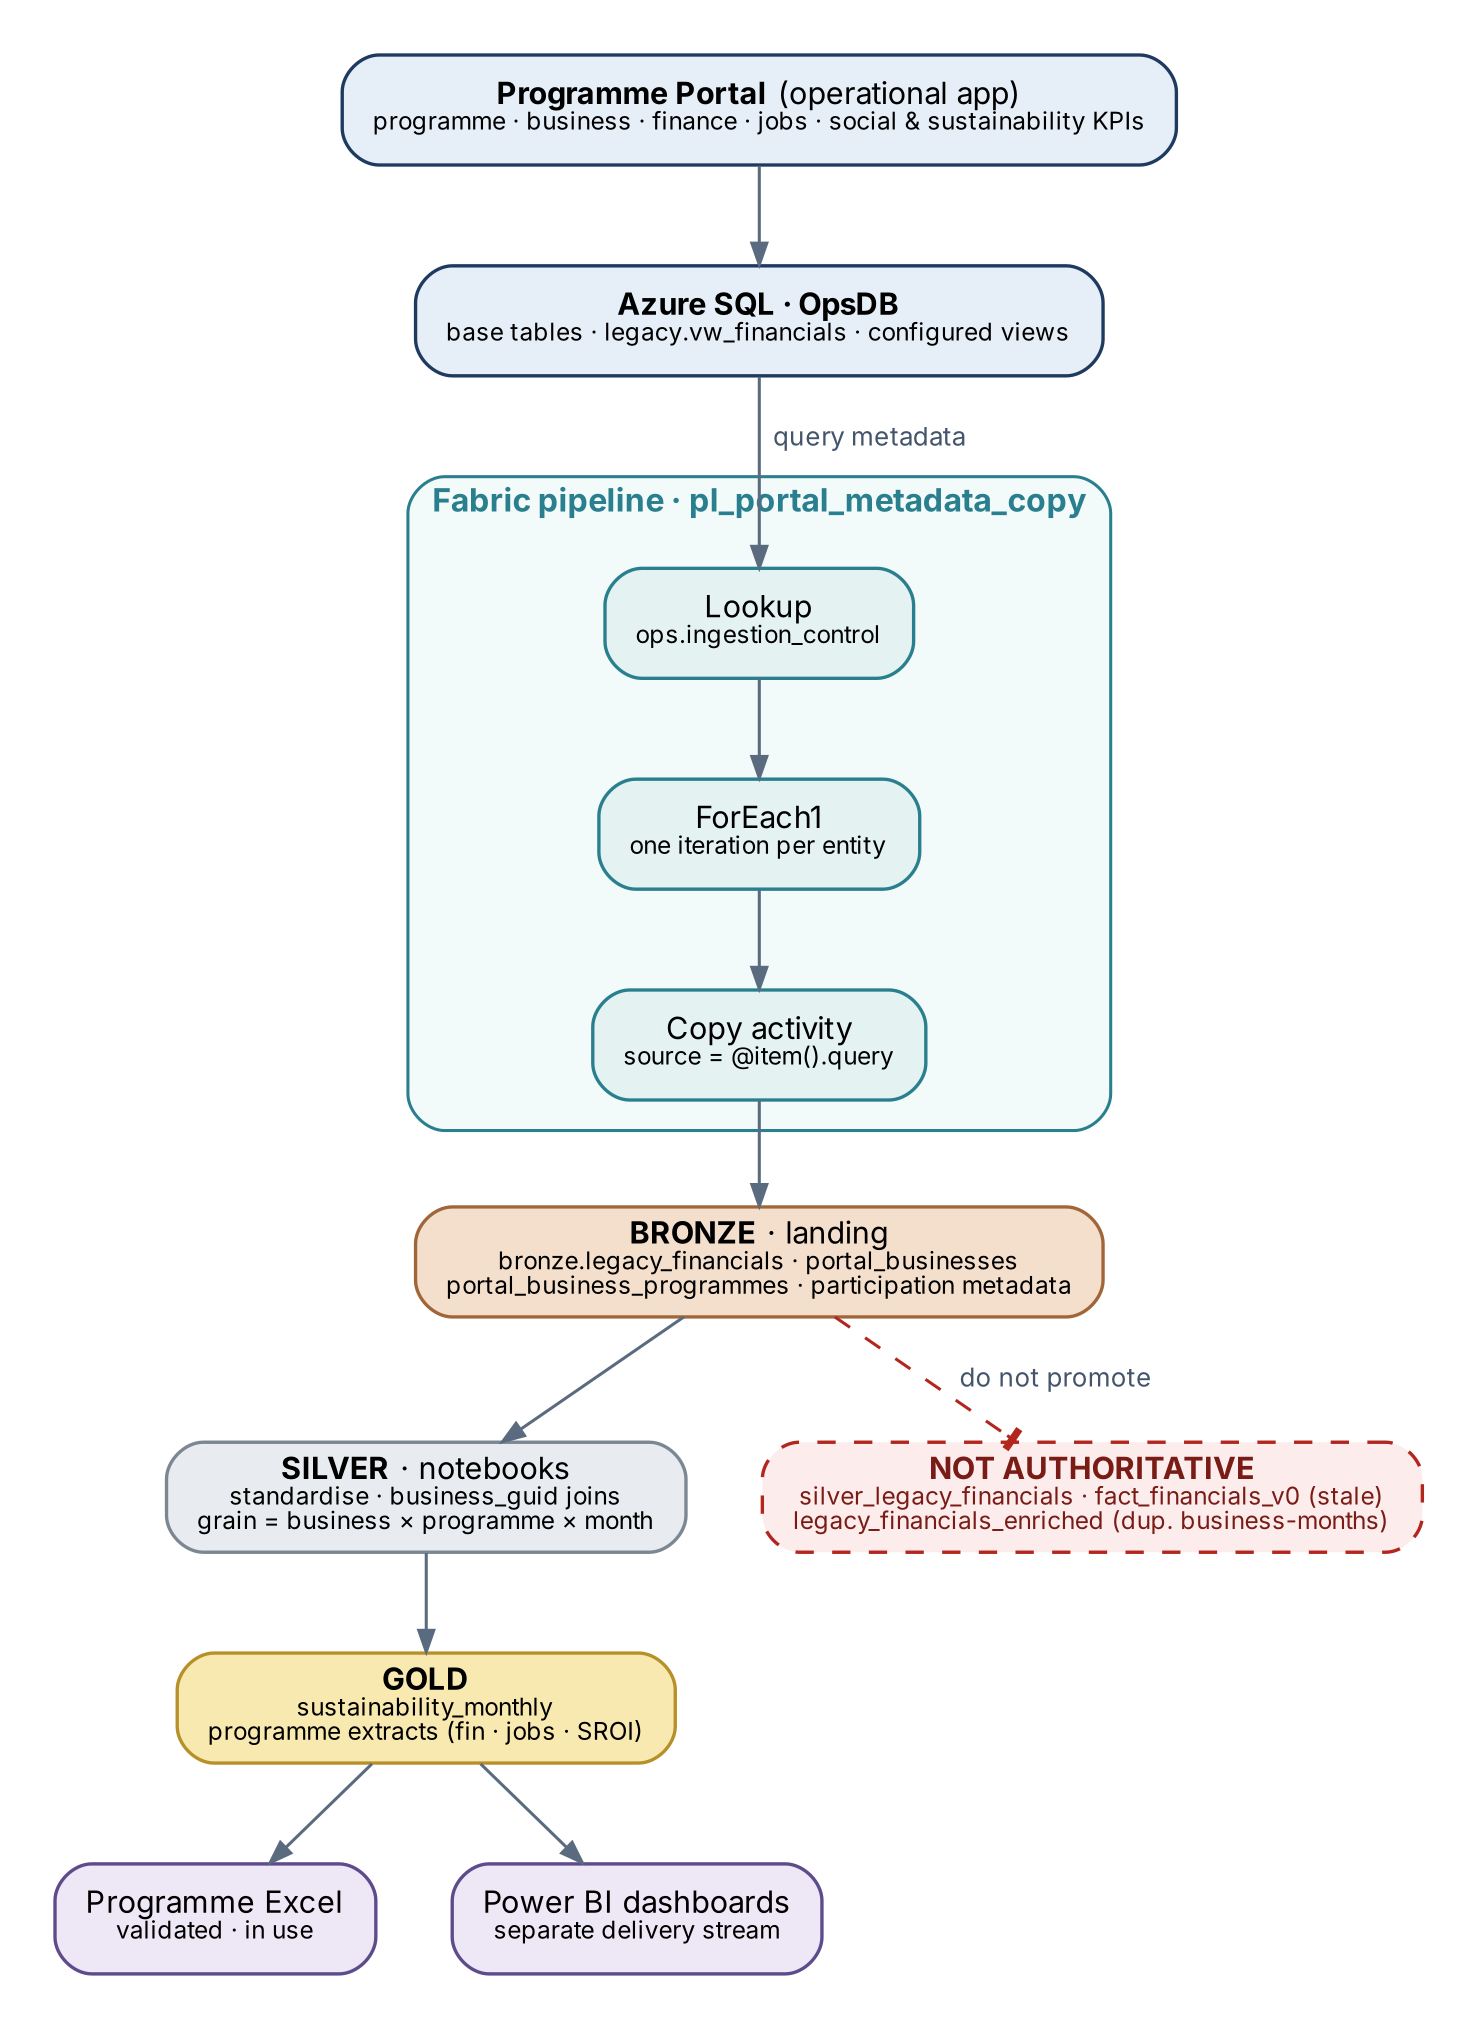 Programme Portal (operational app)
programme · business · finance · jobs · social & sustainability KPIs
Azure SQL · OpsDB
base tables · legacy.vw_financials · configured views
query metadata
Fabric pipeline · pl_portal_metadata_copy
Lookup
ops.ingestion_control
ForEach1
one iteration per entity
Copy activity
source = @item().query
BRONZE · landing
bronze.legacy_financials · portal_businesses
portal_business_programmes · participation metadata
do not promote
SILVER · notebooks
standardise · business_guid joins
grain = business × programme × month
NOT AUTHORITATIVE
silver_legacy_financials · fact_financials_v0 (stale)
legacy_financials_enriched (dup. business-months)
GOLD
sustainability_monthly
programme extracts (fin · jobs · SROI)
Programme Excel
validated · in use
Power BI dashboards
separate delivery stream